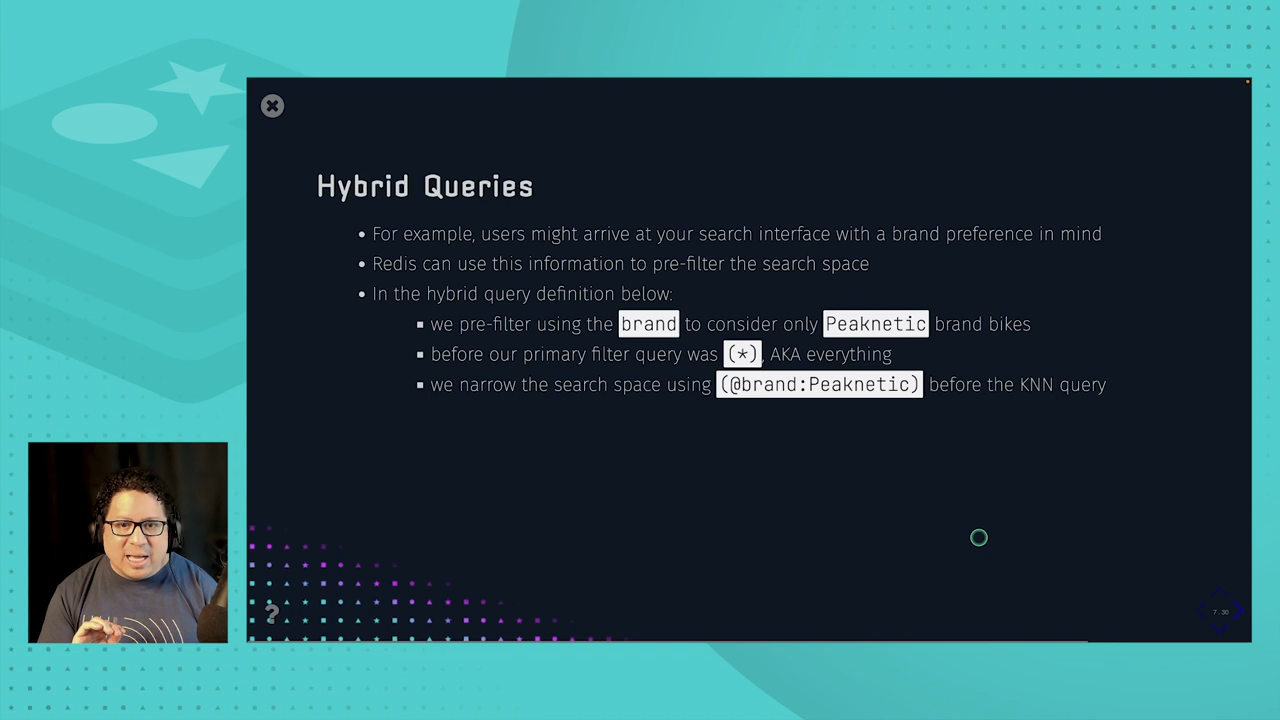 Hybrid Queries
• For example, users might arrive at your search interface with a brand preference in mind
• Redis can use this information to pre-filter the search space
• In the hybrid query definition below:
▪ we pre-filter using the brand to consider only Peaknetic brand bikes
▪ before our primary filter query was (*), AKA everything
▪ we narrow the search space using (@brand:Peaknetic) before the KNN query
?
7.30